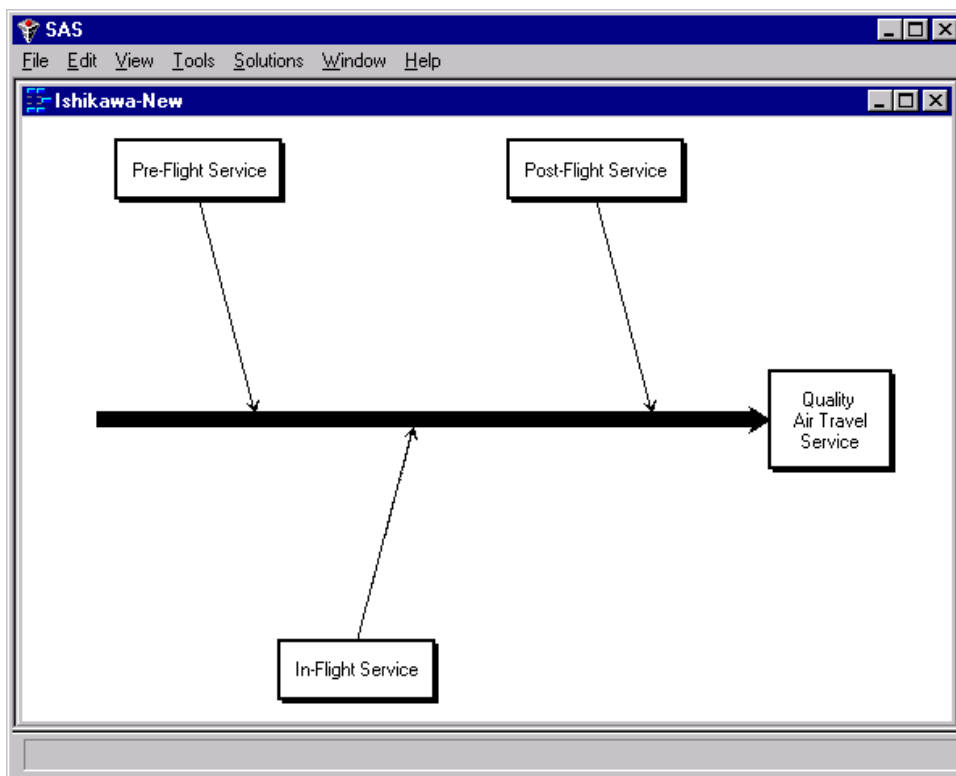 SAS
File Edit View Tools Solutions Window Help
Ishikawa-New
Pre-Flight Service
Post-Flight Service
Quality
Air Travel
Service
In-Flight Service